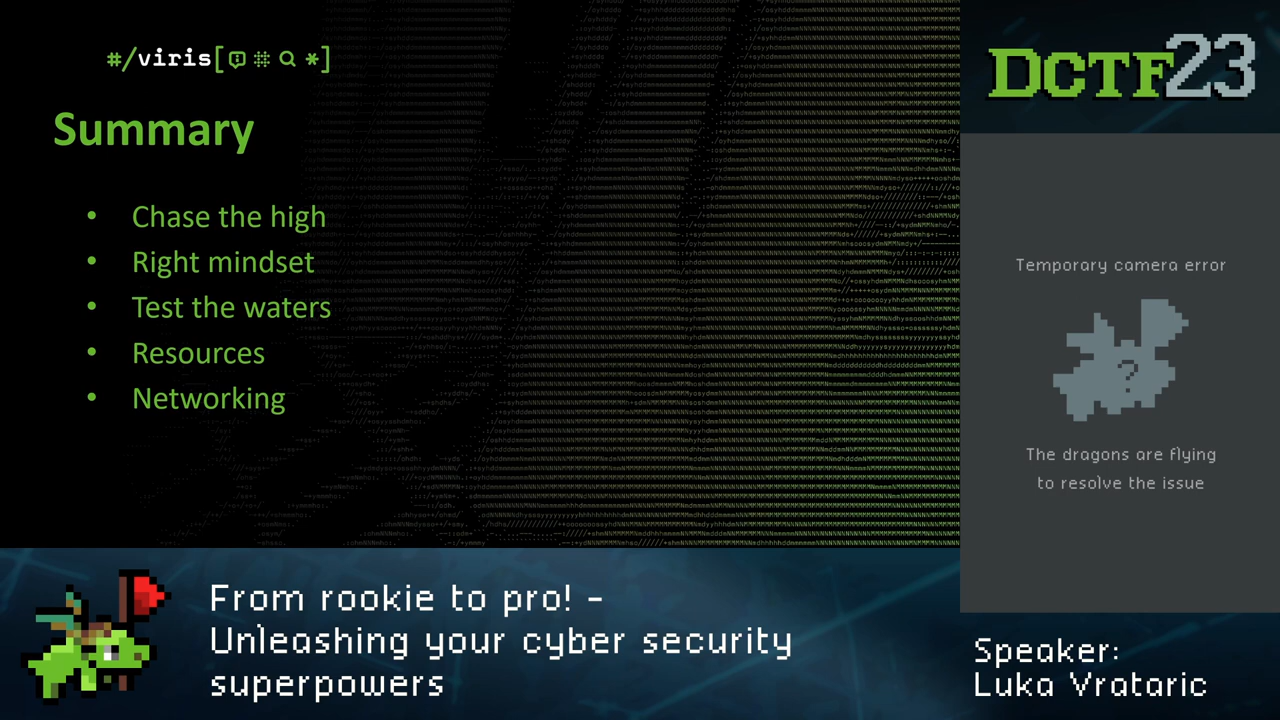 #/viris[ *]
Summary
• Chase the high
• Right mindset
• Test the waters
• Resources
• Networking
DCTF23
Temporary camera error
?
The dragons are flying
to resolve the issue
From rookie to pro! -
Unleashing your cyber security
superpowers
Speaker:
Luka Vrataric